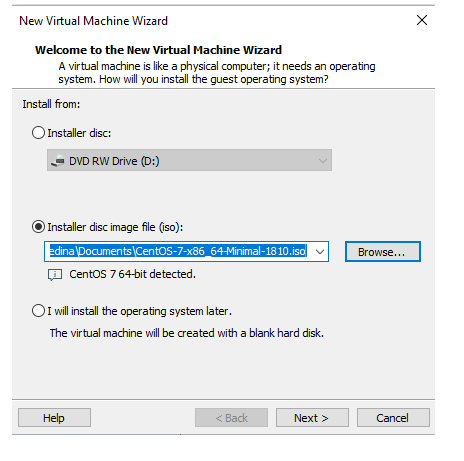 New Virtual Machine Wizard
Welcome to the New Virtual Machine Wizard
A virtual machine is like a physical computer; it needs an operating
system. How will you install the guest operating system?
Install from:
Installer disc:
DVD RW Drive (D:)
Installer disc image file (iso):
edina\Documents\CentOS-7-x86_64-Minimal-1810.iso
Browse...
CentOS 7 64-bit detected.
I will install the operating system later.
The virtual machine will be created with a blank hard disk.
Help
< Back
Next >
Cancel